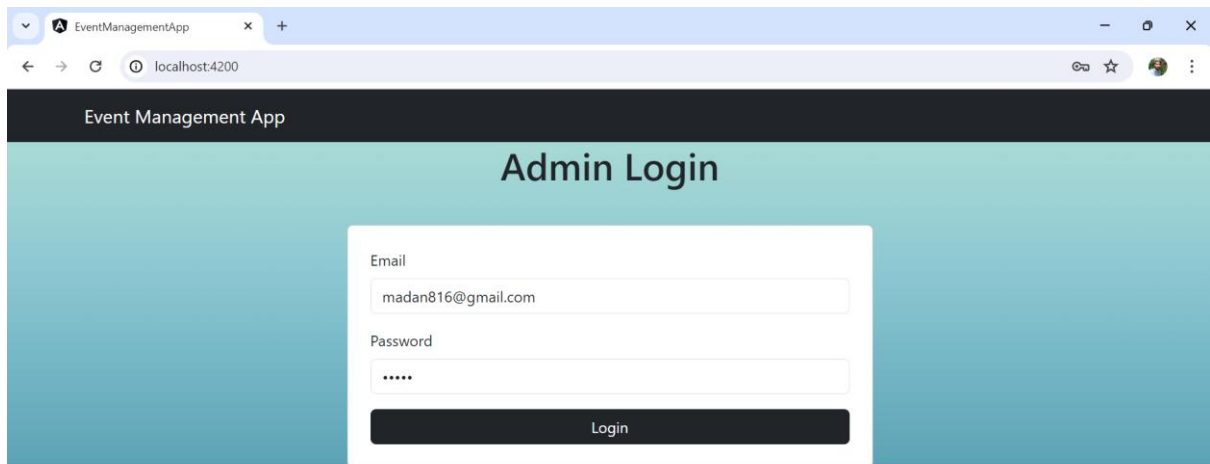 EventManagementApp
localhost:4200
Event Management App
Admin Login
Email
madan816@gmail.com
Password
•••••
Login